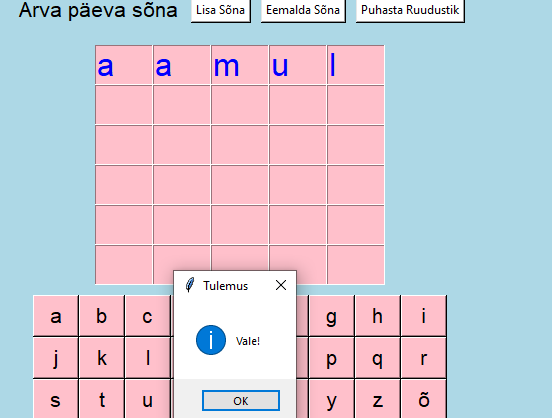 Arva päeva sõna Lisa Sõna Eemalda Sõna Puhasta Ruudustik
a a m u l
Tulemus
Vale!
OK
a b c g h i
j k l p q r
s t u y z õ